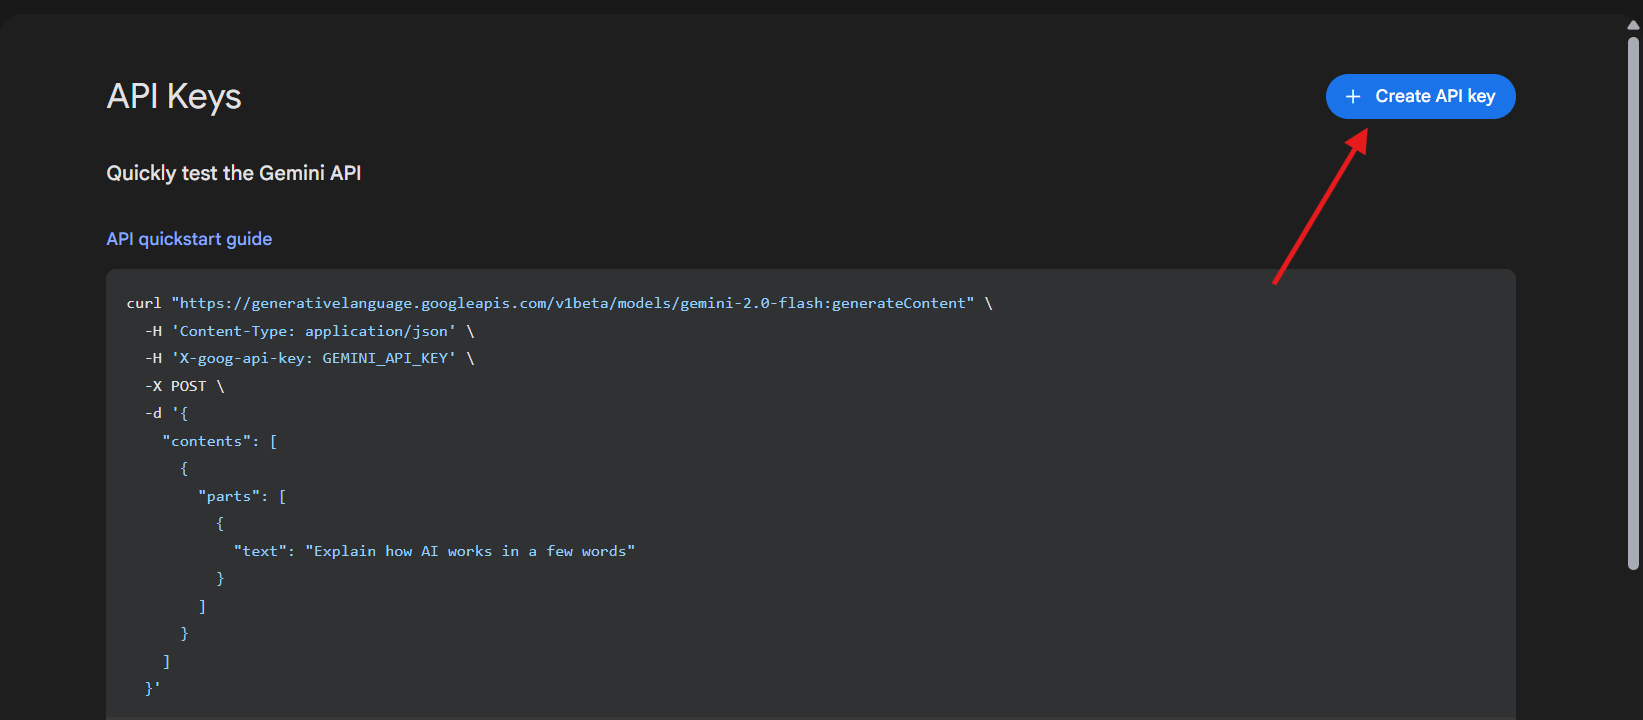 API Keys
+ Create API key
Quickly test the Gemini API
API quickstart guide
curl "https://generativelanguage.googleapis.com/v1beta/models/gemini-2.0-flash:generateContent" \
  -H 'Content-Type: application/json' \
  -H 'X-goog-api-key: GEMINI_API_KEY' \
  -X POST \
  -d '{
    "contents": [
      {
        "parts": [
          {
            "text": "Explain how AI works in a few words"
          }
        ]
      }
    ]
  }'